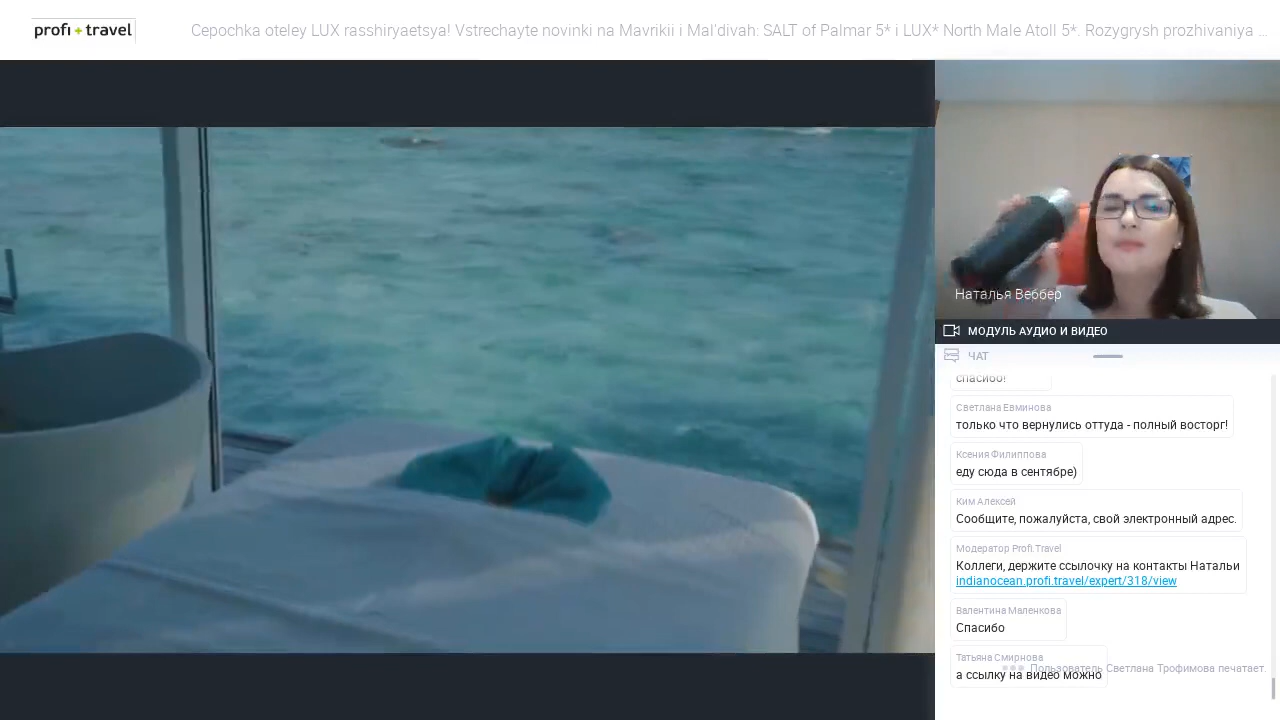 profi+travel
Cepochka oteley LUX rasshiryaetsya! Vstrechayte novinki na Mavrikii i Mal'divah: SALT of Palmar 5* i LUX* North Male Atoll 5*. Rozygrysh prozhivaniya ...
Наталья Веббер
МОДУЛЬ АУДИО И ВИДЕО
ЧАТ
спасибо!
Светлана Евминова
только что вернулись оттуда - полный восторг!
Ксения Филиппова
еду сюда в сентябре)
Ким Алексей
Сообщите, пожалуйста, свой электронный адрес.
Модератор Profi.Travel
Коллеги, держите ссылочку на контакты Натальи
indianocean.profi.travel/expert/318/view
Валентина Маленкова
Спасибо
Татьяна Смирнова
Пользователь Светлана Трофимова печатает.
а ссылку на видео можно